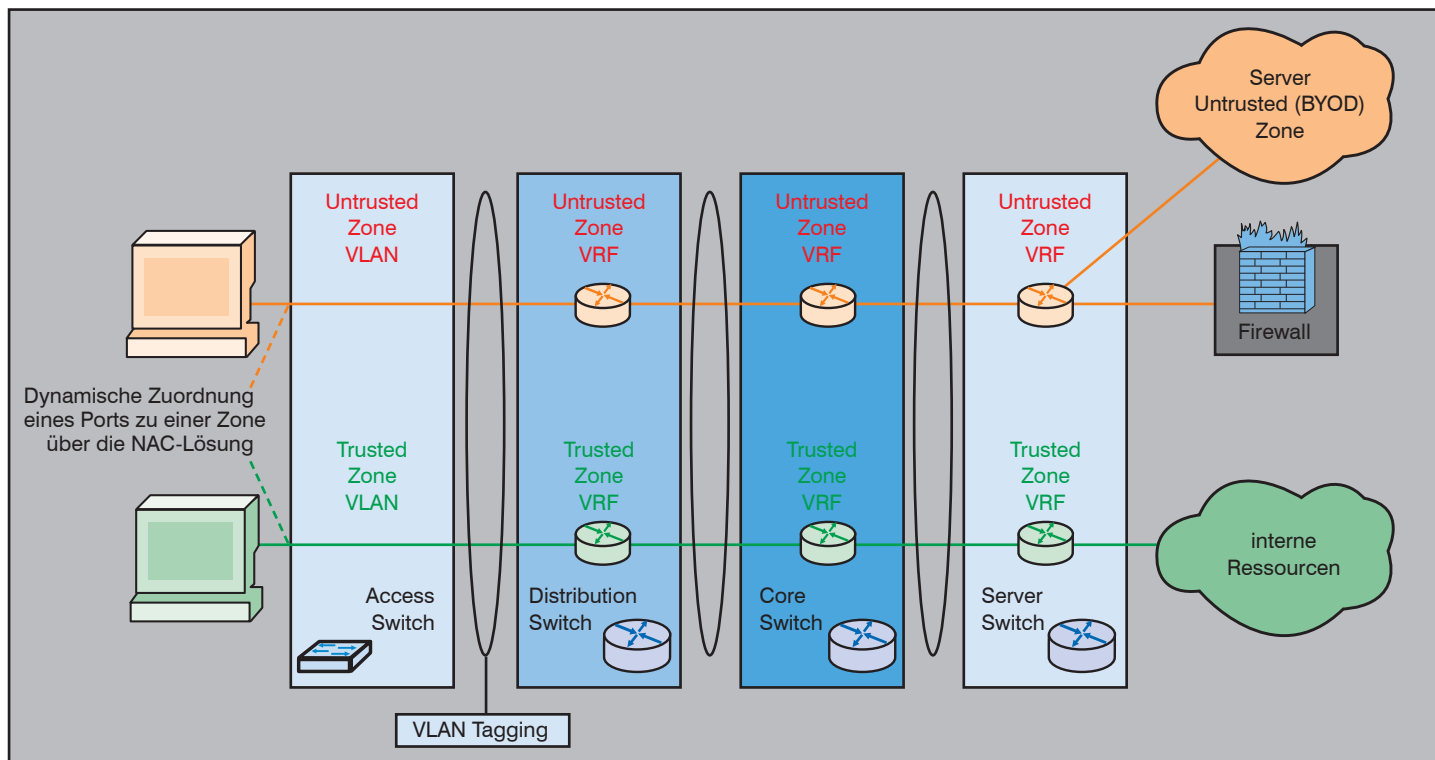 Server
Untrusted (BYOD)
Zone
Untrusted
Zone
VLAN
Untrusted
Zone
VRF
Untrusted
Zone
VRF
Untrusted
Zone
VRF
Firewall
Dynamische Zuordnung
eines Ports zu einer Zone
über die NAC-Lösung
Trusted
Zone
VLAN
Trusted
Zone
VRF
Trusted
Zone
VRF
Trusted
Zone
VRF
interne
Ressourcen
Access
Switch
Distribution
Switch
Core
Switch
Server
Switch
VLAN Tagging